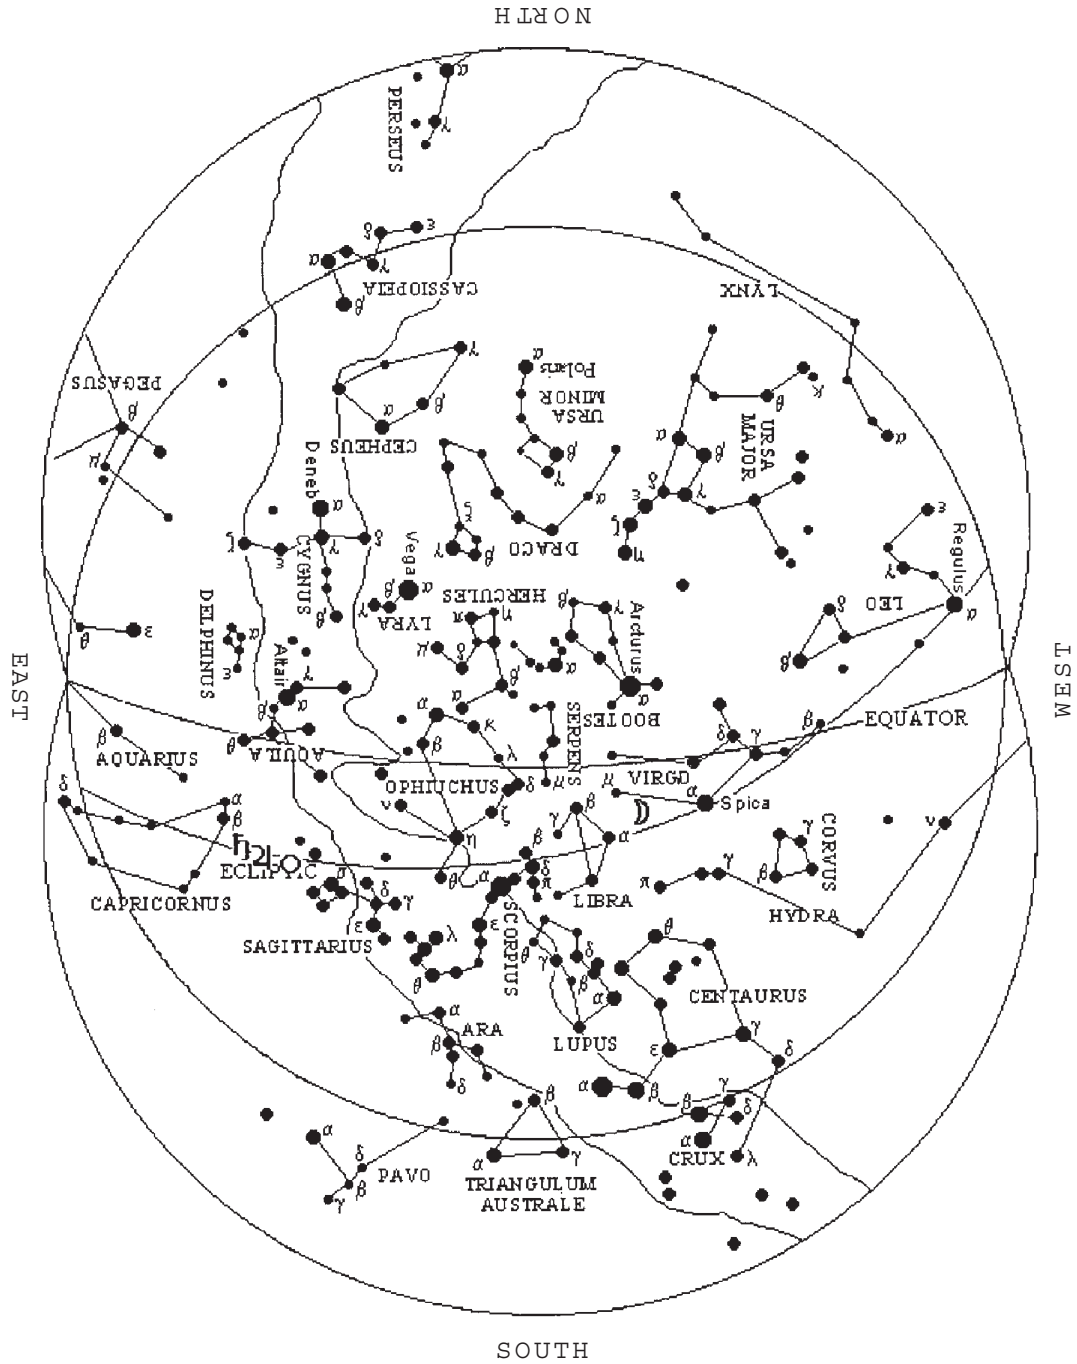 NORTH
α
PERSEUS
γ
δ
ε
α
γ
CASSIOPEIA
β
LYNX
γ
α
Polaris
PEGASUS
κ
θ
β
β
URSA
MINOR
α
CEPHEUS
URSA
MAJOR
α
α
β
β
γ
μ
Deneb
α
α
δ
γ
ε
ζ
ξ
ε
Regulus
ζ
ε
γ
δ
CYGNUS
γ
β
DRACO
η
γ
Vega
α
β
HERCULES
LYRA
β
β
γ
Arcturus
LEO
δ
α
EAST
WEST
θ
ε
DELPHINUS
α
ε
π
η
μ
δ
β
α
α
BOOTES
β
Altair
γ
α
β
α
α
κ
SERPENS
β
EQUATOR
β
AQUARIUS
θ
AQUILA
β
λ
δ
γ
VIRGO
OPHIUCHUS
δ
μ
μ
α
Spica
δ
α
β
ν
ζ
γ
β
α
γ
CORVUS
ν
ECLIPTIC
η
θ
β
δ
π
α
LIBRA
π
γ
β
HYDRA
CAPRICORNUS
σ
δ
γ
SCORPIUS
SAGITTARIUS
ε
λ
ε
θ
θ
γ
δ
β
α
θ
CENTAURUS
α
ARA
β
LUPUS
γ
ε
δ
δ
α
β
β
γ
β
δ
α
CRUX
λ
α
δ
PAVO
β
γ
α
γ
TRIANGULUM
AUSTRALE
SOUTH